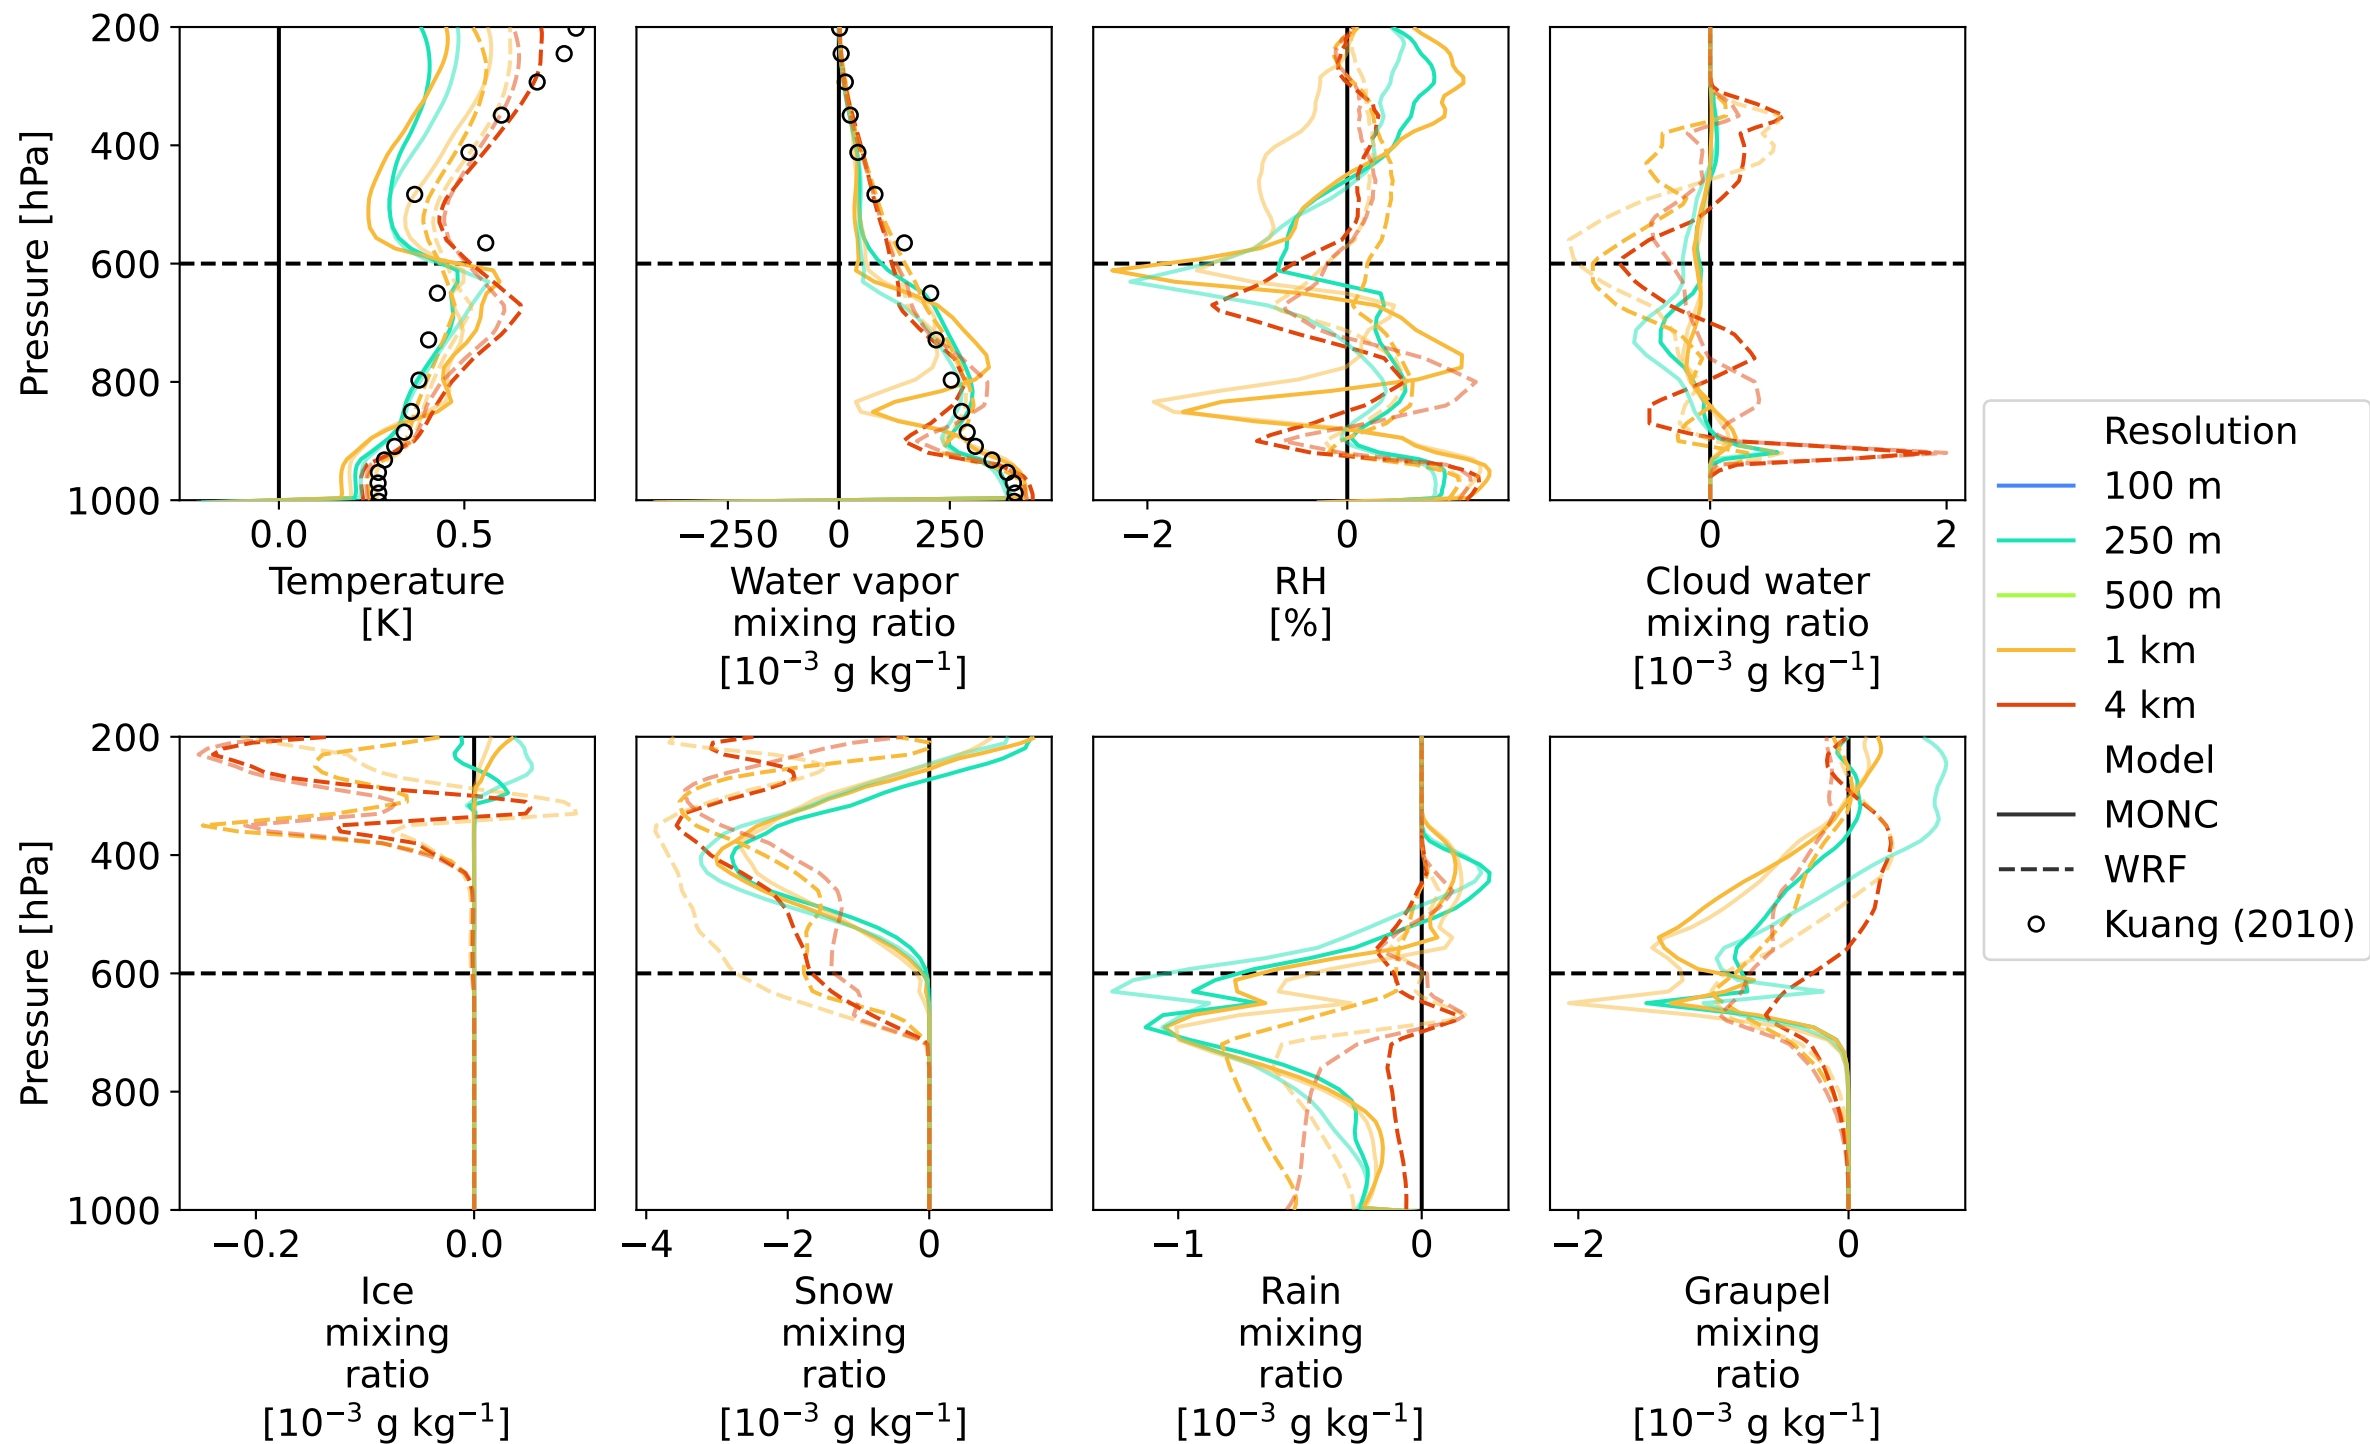 200
400
600
800
1000
Pressure [hPa]
0.0 0.5
Temperature
[K]
−250 0 250
Water vapor
mixing ratio
[10⁻³ g kg⁻¹]
−2 0
RH
[%]
0 2
Cloud water
mixing ratio
[10⁻³ g kg⁻¹]
200
400
600
800
1000
Pressure [hPa]
−0.2 0.0
Ice
mixing
ratio
[10⁻³ g kg⁻¹]
−4 −2 0
Snow
mixing
ratio
[10⁻³ g kg⁻¹]
−1 0
Rain
mixing
ratio
[10⁻³ g kg⁻¹]
−2 0
Graupel
mixing
ratio
[10⁻³ g kg⁻¹]
Resolution
100 m
250 m
500 m
1 km
4 km
Model
MONC
WRF
Kuang (2010)